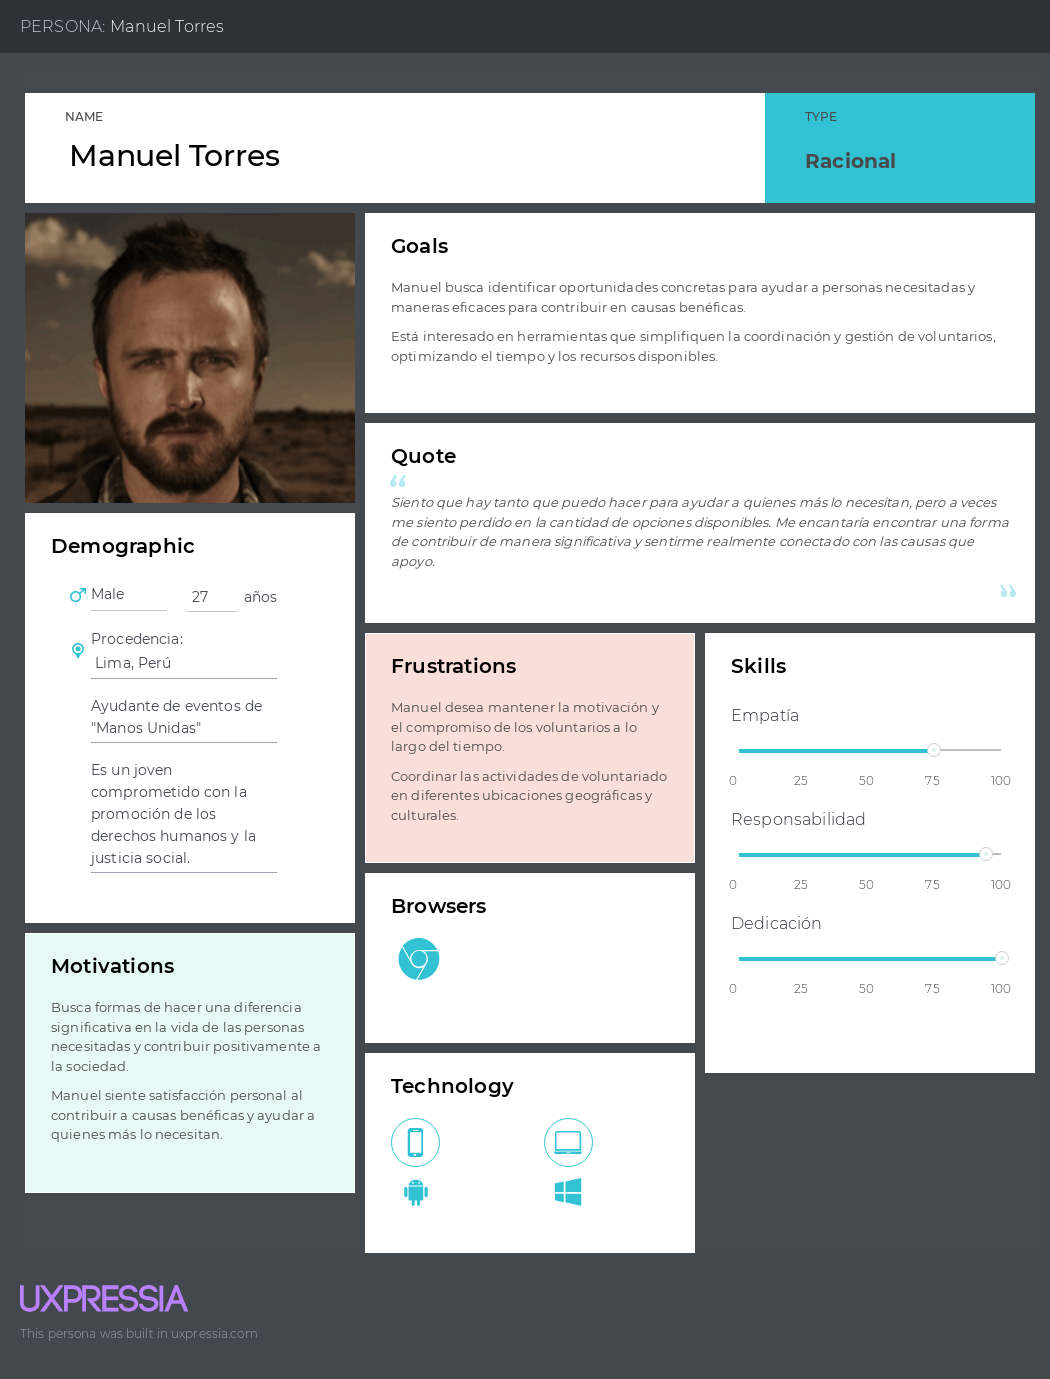 PERSONA: Manuel Torres
NAME
Manuel Torres
TYPE
Racional
Goals
Manuel busca identificar oportunidades concretas para ayudar a personas necesitadas y
maneras eficaces para contribuir en causas benéficas.
Está interesado en herramientas que simplifiquen la coordinación y gestión de voluntarios,
optimizando el tiempo y los recursos disponibles.
Quote
“
Siento que hay tanto que puedo hacer para ayudar a quienes más lo necesitan, pero a veces
me siento perdido en la cantidad de opciones disponibles. Me encantaría encontrar una forma
de contribuir de manera significativa y sentirme realmente conectado con las causas que
apoyo.
”
Demographic
Male
27 años
Procedencia:
Lima, Perú
Ayudante de eventos de
"Manos Unidas"
Es un joven
comprometido con la
promoción de los
derechos humanos y la
justicia social.
Frustrations
Manuel desea mantener la motivación y
el compromiso de los voluntarios a lo
largo del tiempo.
Coordinar las actividades de voluntariado
en diferentes ubicaciones geográficas y
culturales.
Skills
Empatía
0 25 50 75 100
Responsabilidad
0 25 50 75 100
Dedicación
0 25 50 75 100
Browsers
Motivations
Busca formas de hacer una diferencia
significativa en la vida de las personas
necesitadas y contribuir positivamente a
la sociedad.
Manuel siente satisfacción personal al
contribuir a causas benéficas y ayudar a
quienes más lo necesitan.
Technology
UXPRESSIA
This persona was built in uxpressia.com